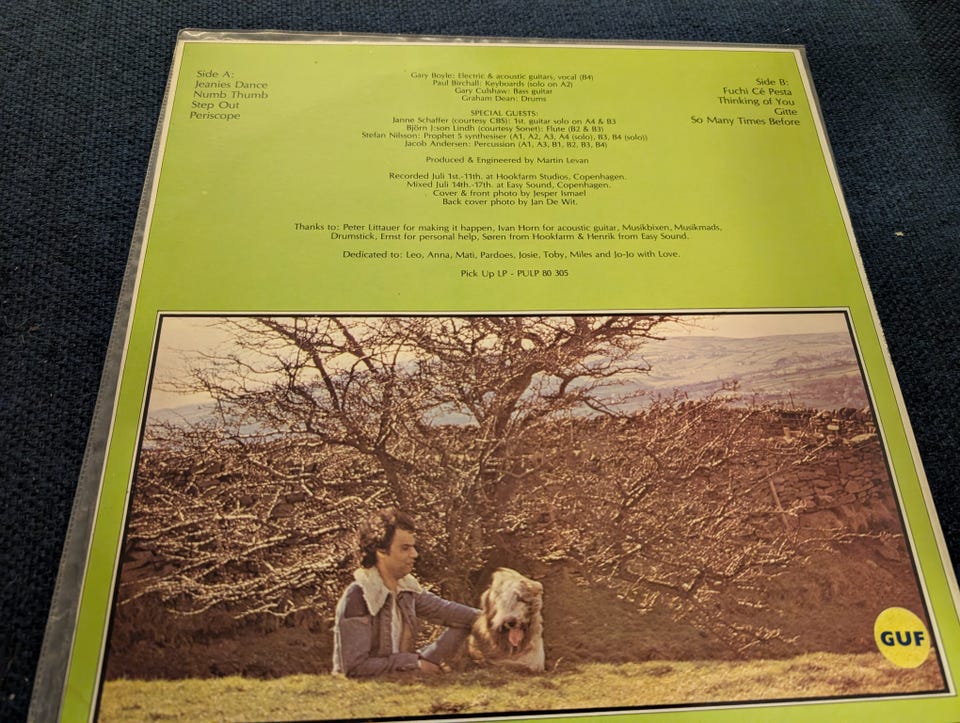 Side A:
Jeanies Dance
Numb Thumb
Step Out
Periscope
Gary Boyle: Electric & acoustic guitars, vocal (B4)
Paul Birchall: Keyboards (solo on A2)
Gary Culshaw: Bass guitar
Graham Dean: Drums
SPECIAL GUESTS:
Janne Schaffer (courtesy CBS): 1st. guitar solo on A4 & B3
Björn J:son Lindh (courtesy Sonet): Flute (B2 & B3)
Stefan Nilsson: Prophet 5 synthesiser (A1, A2, A3, A4 (solo), B3, B4 (solo))
Jacob Andersen: Percussion (A1, A3, B1, B2, B3, B4)
Produced & Engineered by Martin Levan
Recorded Juli 1st.-11th. at Hookfarm Studios, Copenhagen.
Mixed Juli 14th.-17th. at Easy Sound, Copenhagen.
Cover & front photo by Jesper Ismael
Back cover photo by Jan De Wit.
Thanks to: Peter Littauer for making it happen, Ivan Horn for acoustic guitar, Musikbixen, Musikmads,
Drumstick, Ernst for personal help, Søren from Hookfarm & Henrik from Easy Sound.
Dedicated to: Leo, Anna, Mati, Pardoes, Josie, Toby, Miles and Jo-Jo with Love.
Pick Up LP - PULP 80 305
Side B:
Fuchi Cé Pesta
Thinking of You
Gitte
So Many Times Before
GUF